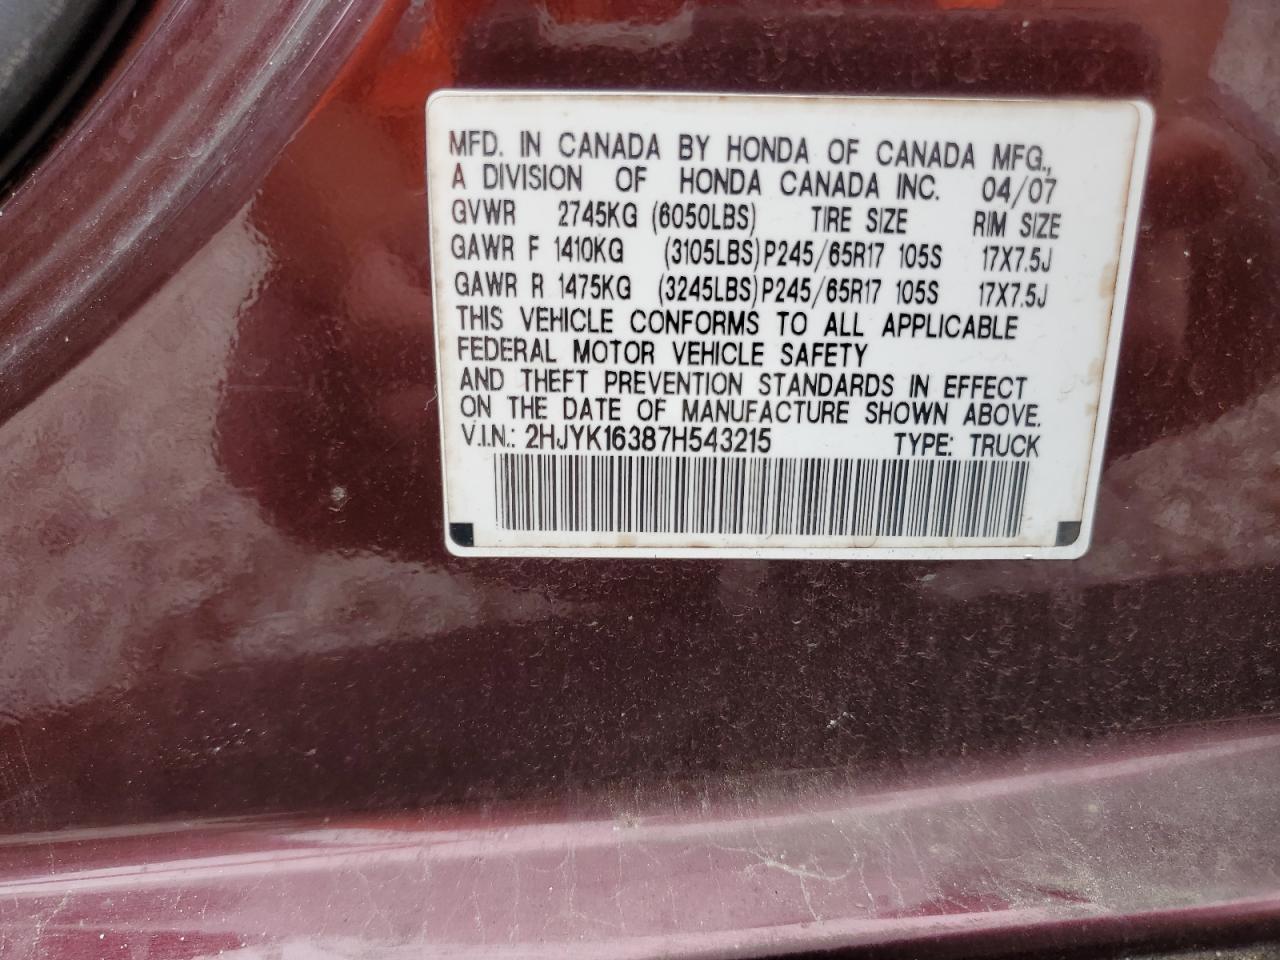 MFD. IN CANADA BY HONDA OF CANADA MFG.,
A DIVISION OF HONDA CANADA INC. 04/07
GVWR 2745KG (6050LBS) TIRE SIZE RIM SIZE
GAWR F 1410KG (3105LBS) P245/65R17 105S 17X7.5J
GAWR R 1475KG (3245LBS) P245/65R17 105S 17X7.5J
THIS VEHICLE CONFORMS TO ALL APPLICABLE
FEDERAL MOTOR VEHICLE SAFETY
AND THEFT PREVENTION STANDARDS IN EFFECT
ON THE DATE OF MANUFACTURE SHOWN ABOVE.
V.I.N.: 2HJYK16387H543215 TYPE: TRUCK